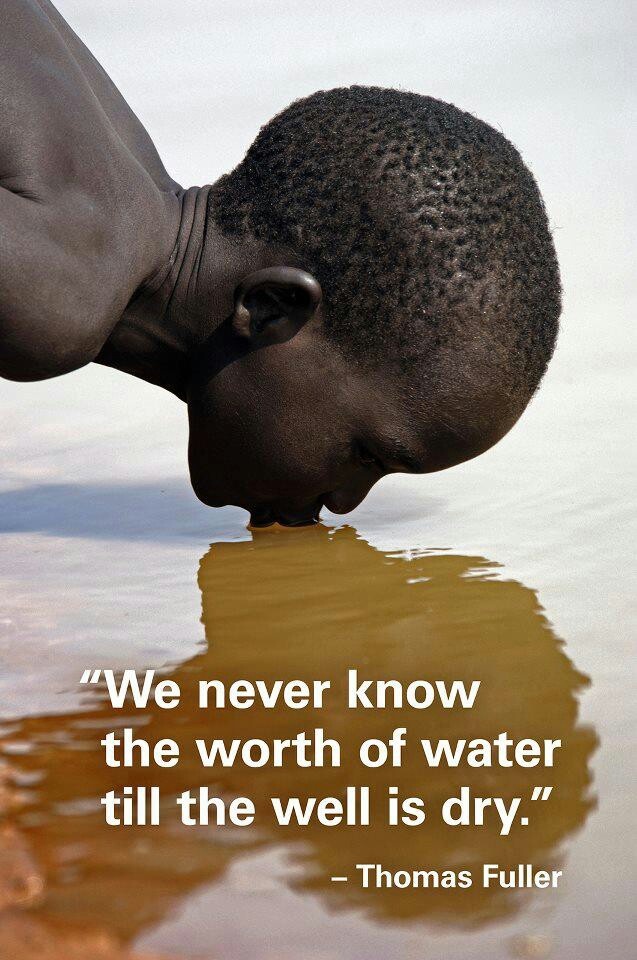 “We never know
the worth of water
till the well is dry.”
– Thomas Fuller